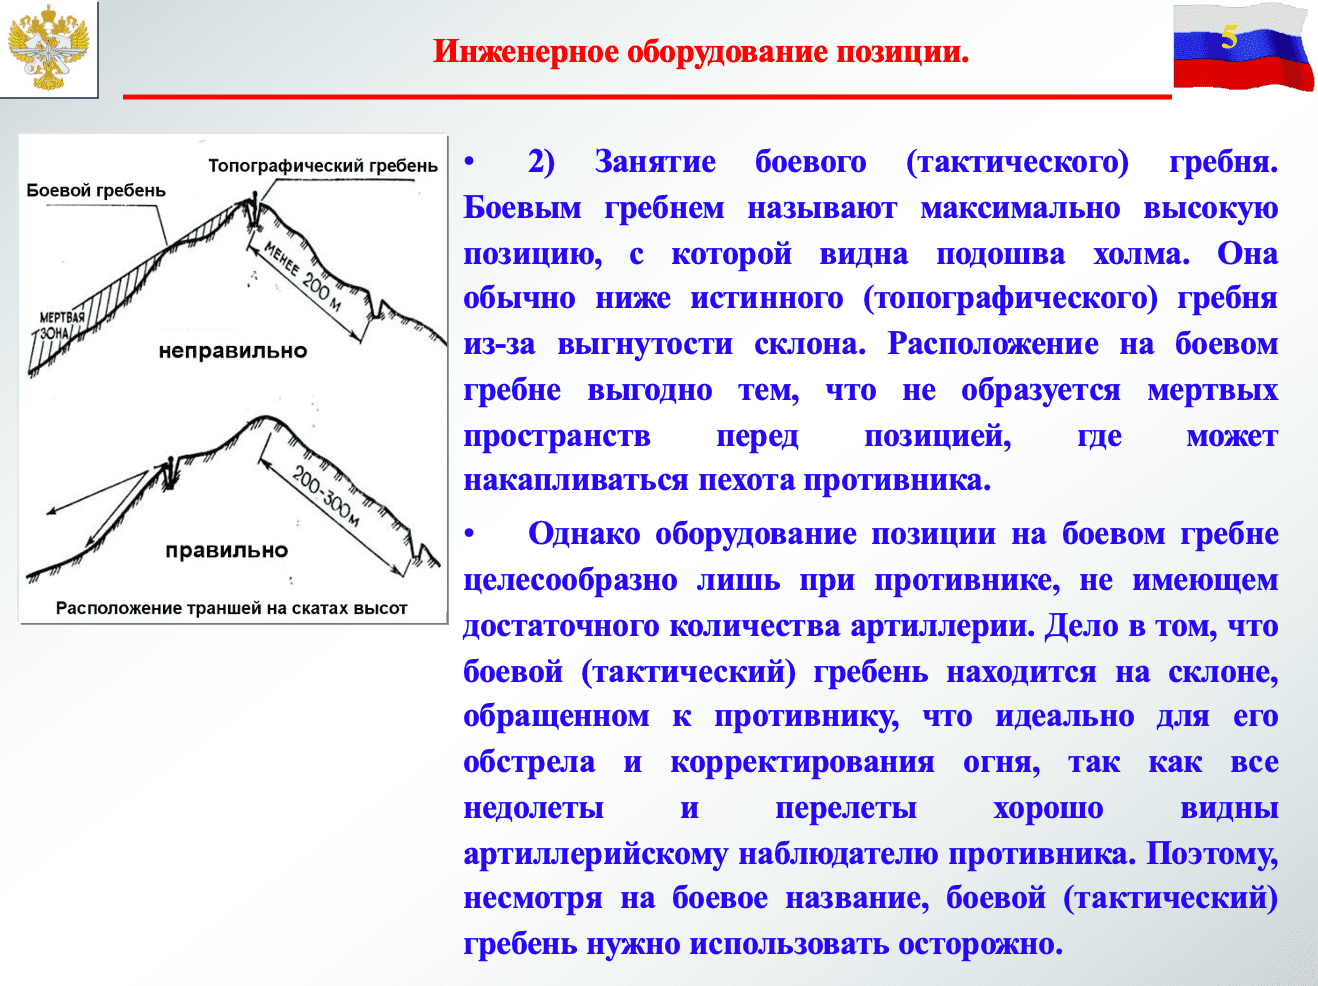 5
Инженерное оборудование позиции.
Топографический гребень
Боевой гребень
МЕНЕЕ 200 М
МЕРТВАЯ
ЗОНА
неправильно
200-300м
правильно
Расположение траншей на скатах высот
• 2) Занятие боевого (тактического) гребня.
Боевым гребнем называют максимально высокую
позицию, с которой видна подошва холма. Она
обычно ниже истинного (топографического) гребня
из-за выгнутости склона. Расположение на боевом
гребне выгодно тем, что не образуется мертвых
пространств перед позицией, где может
накапливаться пехота противника.
• Однако оборудование позиции на боевом гребне
целесообразно лишь при противнике, не имеющем
достаточного количества артиллерии. Дело в том, что
боевой (тактический) гребень находится на склоне,
обращенном к противнику, что идеально для его
обстрела и корректирования огня, так как все
недолеты и перелеты хорошо видны
артиллерийскому наблюдателю противника. Поэтому,
несмотря на боевое название, боевой (тактический)
гребень нужно использовать осторожно.